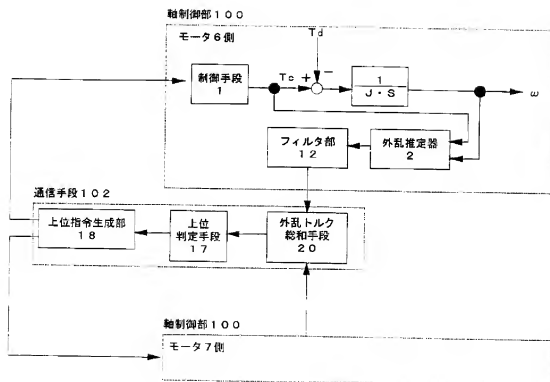 軸制御部100
モータ6側
Td
制御手段
1
Tc
+
−
1
J・S
ω
フィルタ部
12
外乱推定器
2
通信手段102
上位指令生成部
18
上位
判定手段
17
外乱トルク
総和手段
20
軸制御部100
モータ7側